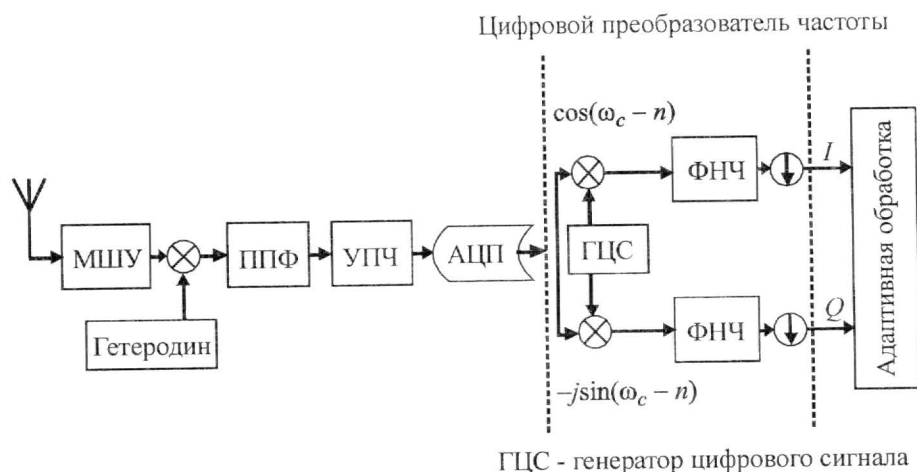 Цифровой преобразователь частоты
cos(ω_c – n)
I
ФНЧ
МШУ
ППФ
УПЧ
АЦП
ГЦС
Адаптивная обработка
Гетеродин
ФНЧ
Q
–jsin(ω_c – n)
ГЦС - генератор цифрового сигнала